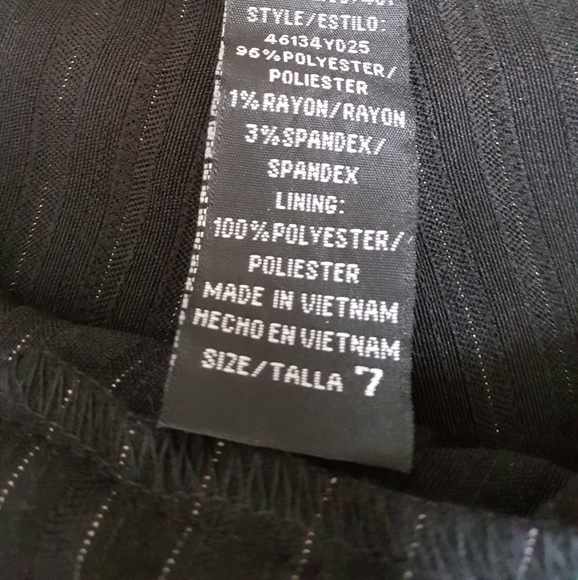 STYLE/ESTILO:
46134YD25
96%POLYESTER/
POLIESTER
1%RAYON/RAYON
3%SPANDEX/
SPANDEX
LINING:
100%POLYESTER/
POLIESTER
MADE IN VIETNAM
HECHO EN VIETNAM
SIZE/TALLA 7